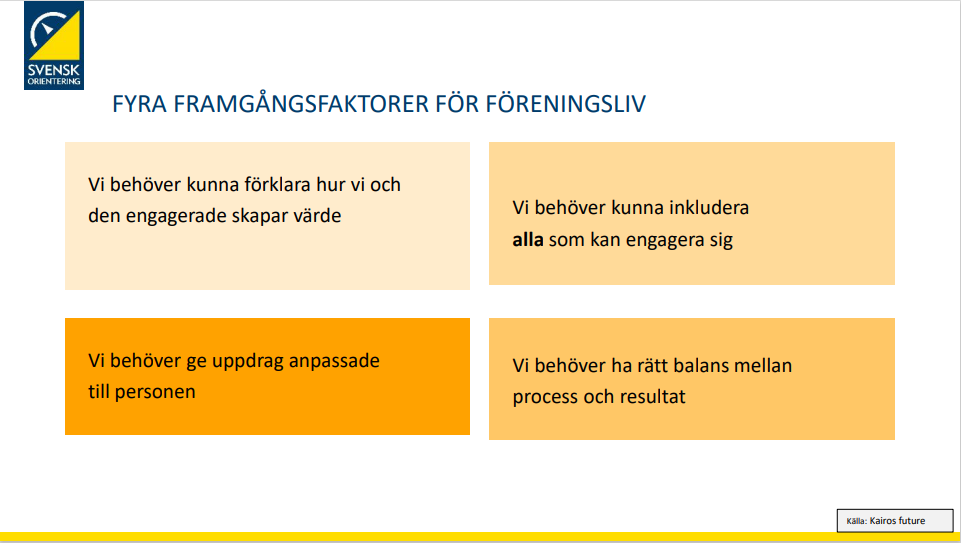 SVENSK
ORIENTERING
FYRA FRAMGÅNGSFAKTORER FÖR FÖRENINGSLIV
Vi behöver kunna förklara hur vi och
den engagerade skapar värde
Vi behöver kunna inkludera
alla som kan engagera sig
Vi behöver ge uppdrag anpassade
till personen
Vi behöver ha rätt balans mellan
process och resultat
Källa: Kairos future